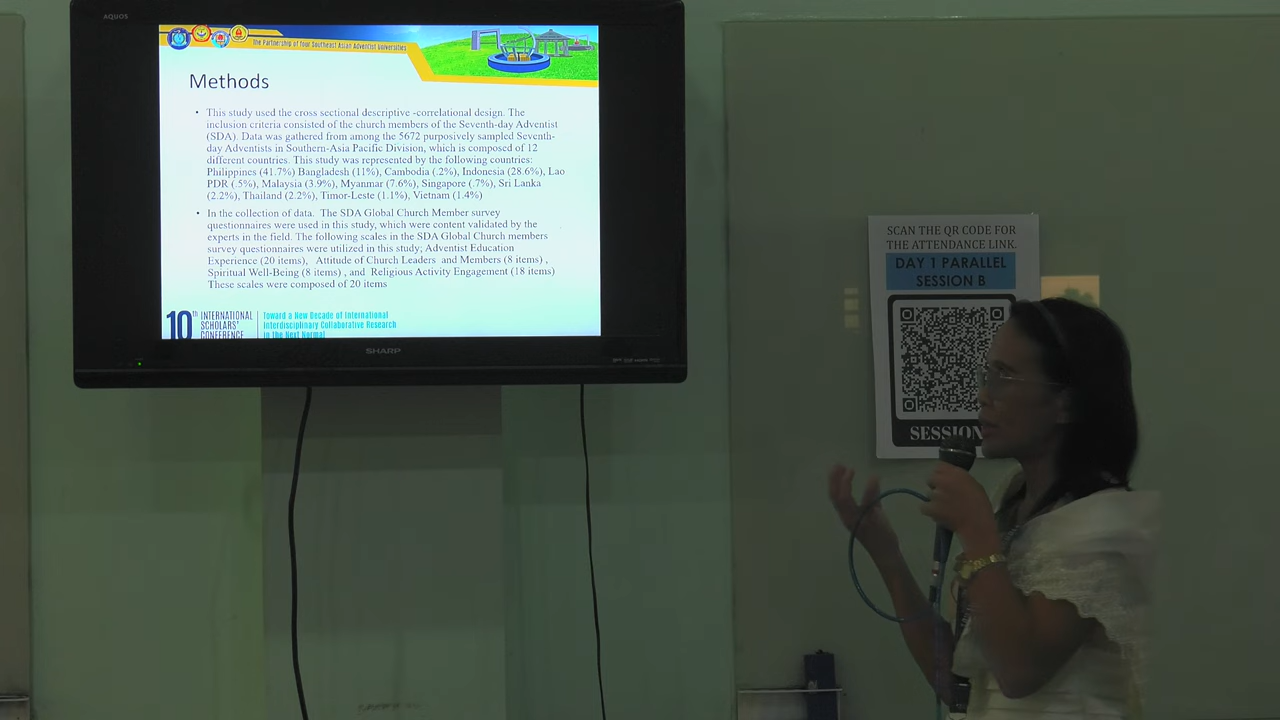 AQUOS
The Partnership of Four Southeast Asian Adventist Universities
Methods
• This study used the cross sectional descriptive -correlational design. The
inclusion criteria consisted of the church members of the Seventh-day Adventist
(SDA). Data was gathered from among the 5672 purposively sampled Seventh-
day Adventists in Southern-Asia Pacific Division, which is composed of 12
different countries. This study was represented by the following countries:
Philippines (41.7%) Bangladesh (11%), Cambodia (.2%), Indonesia (28.6%), Lao
PDR (.5%), Malaysia (3.9%), Myanmar (7.6%), Singapore (.7%), Sri Lanka
(2.2%), Thailand (2.2%), Timor-Leste (1.1%), Vietnam (1.4%)
• In the collection of data. The SDA Global Church Member survey
questionnaires were used in this study, which were content validated by the
experts in the field. The following scales in the SDA Global Church members
survey questionnaires were utilized in this study; Adventist Education
Experience (20 items), Attitude of Church Leaders and Members (8 items) ,
Spiritual Well-Being (8 items) , and Religious Activity Engagement (18 items)
These scales were composed of 20 items
10th INTERNATIONAL
SCHOLARS'
CONFERENCE
Toward a New Decade of International
Interdisciplinary Collaborative Research
in the Next Normal
SHARP
SCAN THE QR CODE FOR
THE ATTENDANCE LINK.
DAY 1 PARALLEL
SESSION B
SESSION